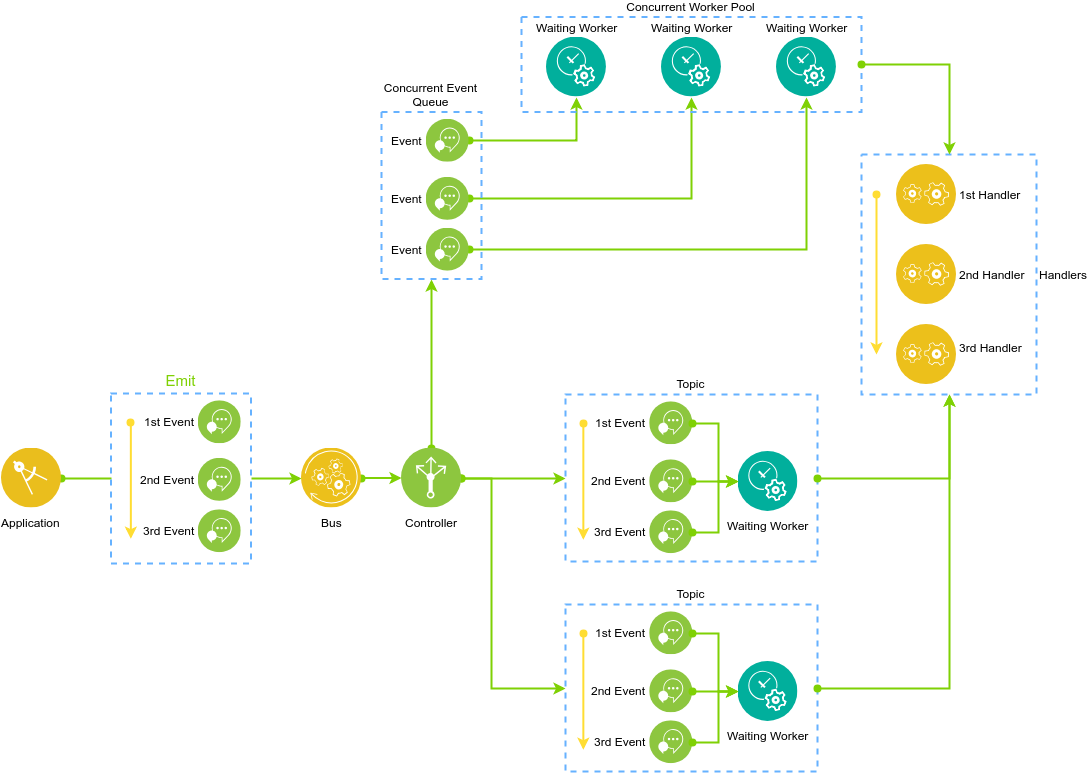 Concurrent Worker Pool
Waiting Worker
Waiting Worker
Waiting Worker
Concurrent Event
Queue
Event
Event
Event
1st Handler
2nd Handler
3rd Handler
Handlers
Emit
1st Event
2nd Event
3rd Event
Application
Bus
Controller
Topic
1st Event
2nd Event
3rd Event
Waiting Worker
Topic
1st Event
2nd Event
3rd Event
Waiting Worker